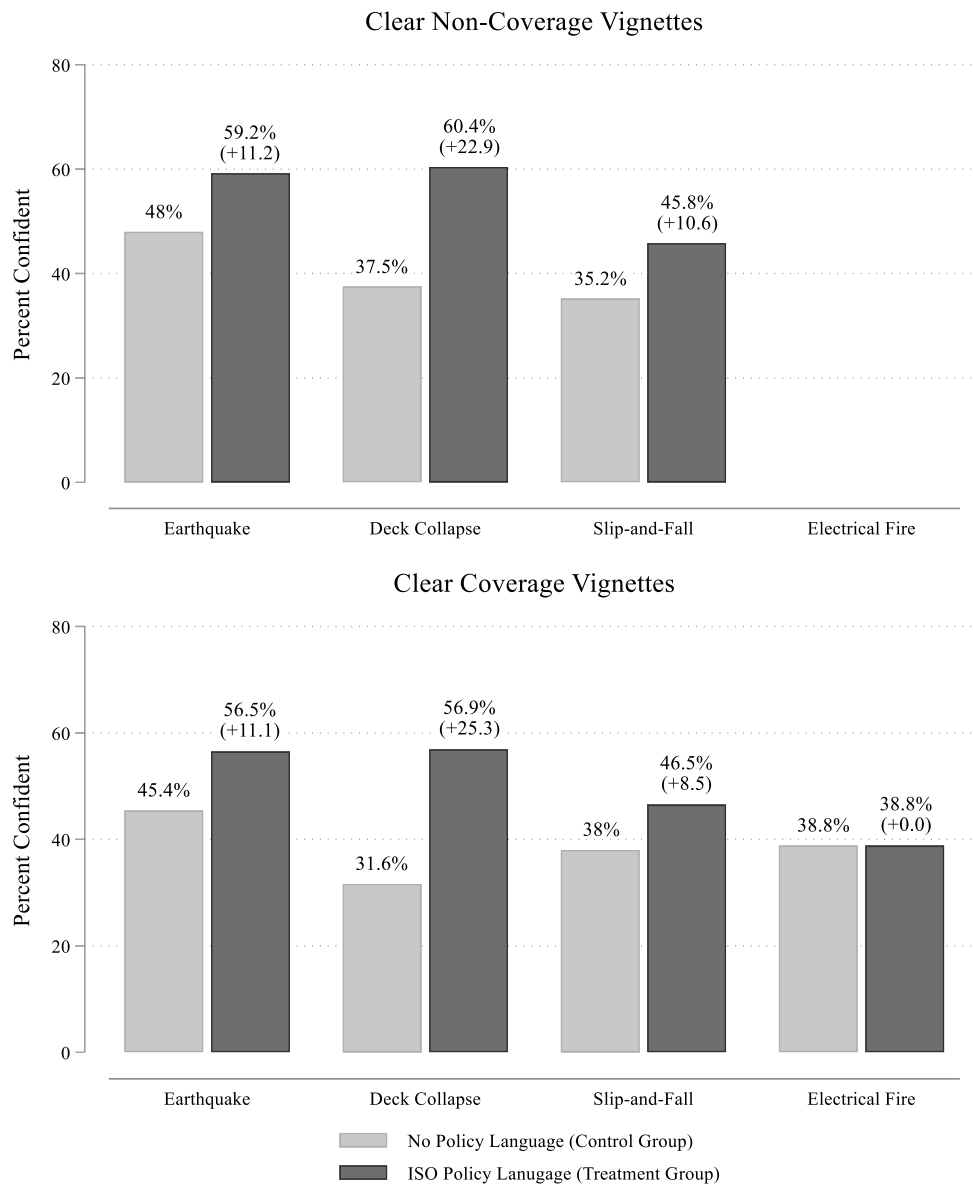 Clear Non-Coverage Vignettes
80
60
40
20
0
Percent Confident
48%
59.2%
(+11.2)
37.5%
60.4%
(+22.9)
35.2%
45.8%
(+10.6)
Earthquake
Deck Collapse
Slip-and-Fall
Electrical Fire
Clear Coverage Vignettes
80
60
40
20
0
Percent Confident
45.4%
56.5%
(+11.1)
31.6%
56.9%
(+25.3)
38%
46.5%
(+8.5)
38.8%
38.8%
(+0.0)
Earthquake
Deck Collapse
Slip-and-Fall
Electrical Fire
No Policy Language (Control Group)
ISO Policy Lanugage (Treatment Group)